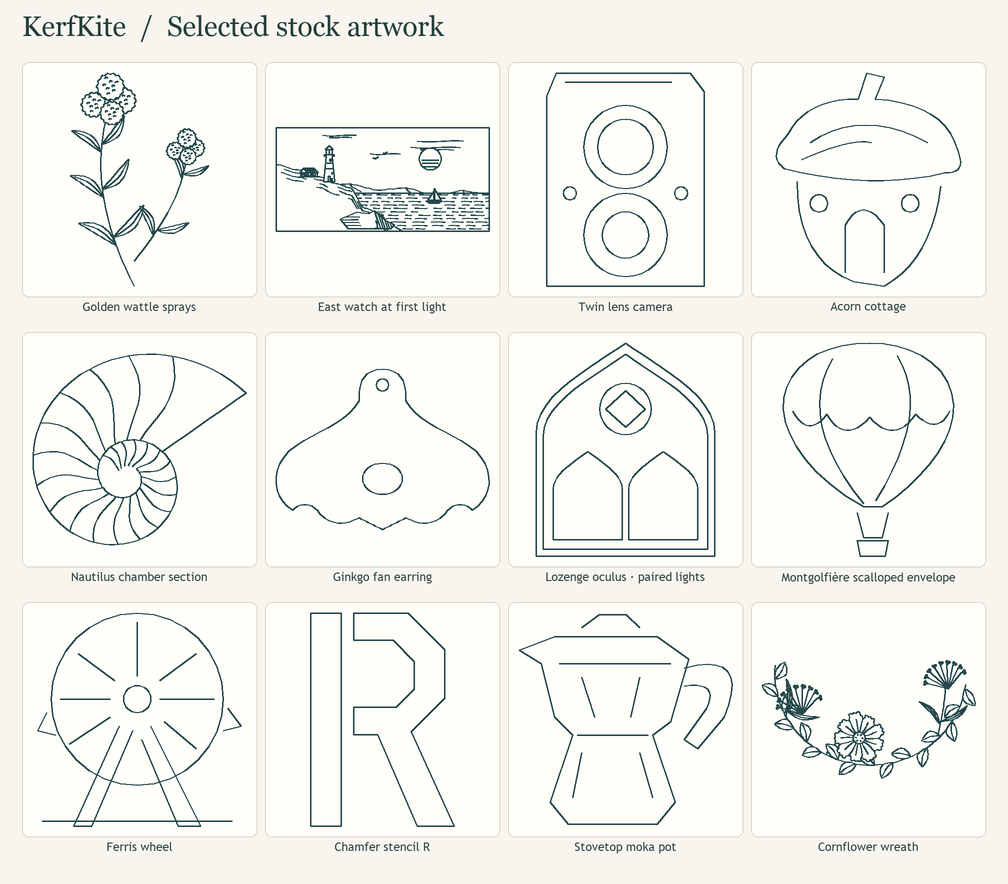 KerfKite / Selected stock artwork
Golden wattle sprays
East watch at first light
Twin lens camera
Acorn cottage
Nautilus chamber section
Ginkgo fan earring
Lozenge oculus · paired lights
Montgolfière scalloped envelope
Ferris wheel
Chamfer stencil R
Stovetop moka pot
Cornflower wreath